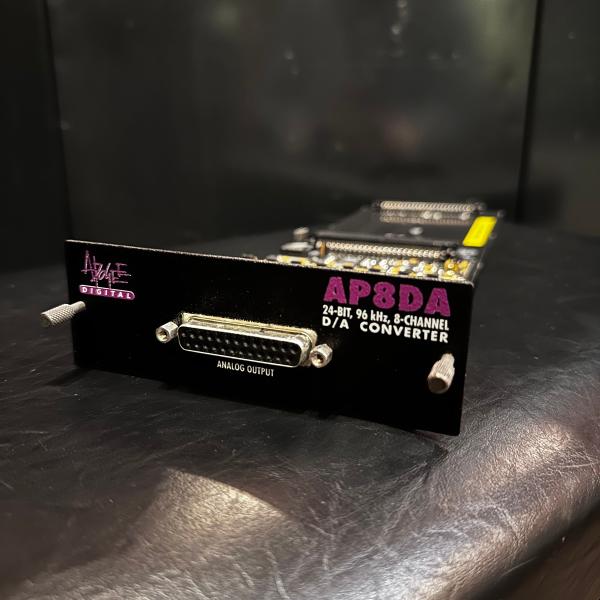 APOGEE
DIGITAL
AP8DA
24-BIT, 96 kHz, 8-CHANNEL
D/A CONVERTER
ANALOG OUTPUT